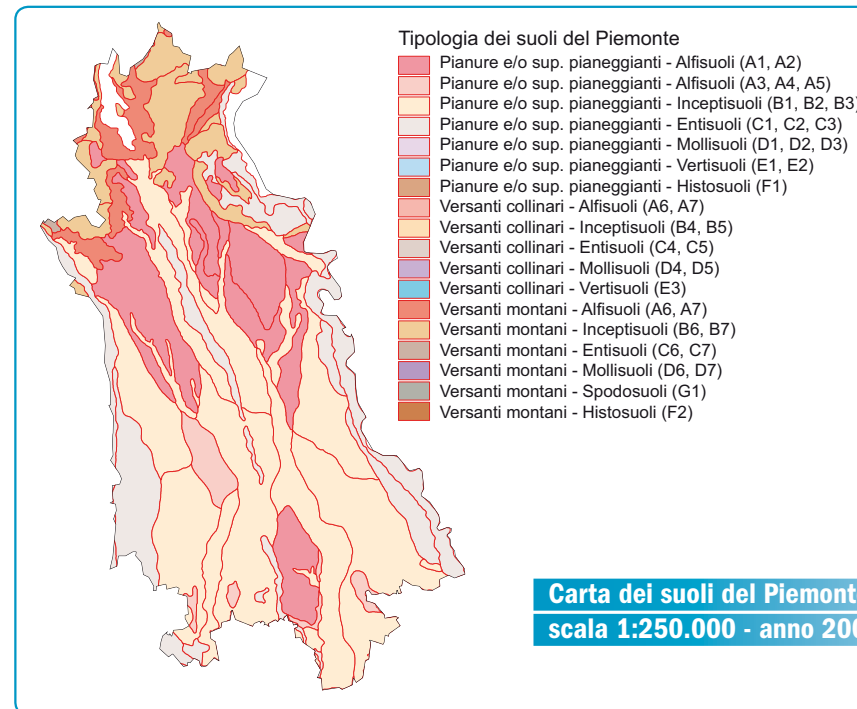 Tipologia dei suoli del Piemonte
Pianure e/o sup. pianeggianti - Alfisuoli (A1, A2)
Pianure e/o sup. pianeggianti - Alfisuoli (A3, A4, A5)
Pianure e/o sup. pianeggianti - Inceptisuoli (B1, B2, B3)
Pianure e/o sup. pianeggianti - Entisuoli (C1, C2, C3)
Pianure e/o sup. pianeggianti - Mollisuoli (D1, D2, D3)
Pianure e/o sup. pianeggianti - Vertisuoli (E1, E2)
Pianure e/o sup. pianeggianti - Histosuoli (F1)
Versanti collinari - Alfisuoli (A6, A7)
Versanti collinari - Inceptisuoli (B4, B5)
Versanti collinari - Entisuoli (C4, C5)
Versanti collinari - Mollisuoli (D4, D5)
Versanti collinari - Vertisuoli (E3)
Versanti montani - Alfisuoli (A6, A7)
Versanti montani - Inceptisuoli (B6, B7)
Versanti montani - Entisuoli (C6, C7)
Versanti montani - Mollisuoli (D6, D7)
Versanti montani - Spodosuoli (G1)
Versanti montani - Histosuoli (F2)
Carta dei suoli del Piemont
scala 1:250.000 - anno 200